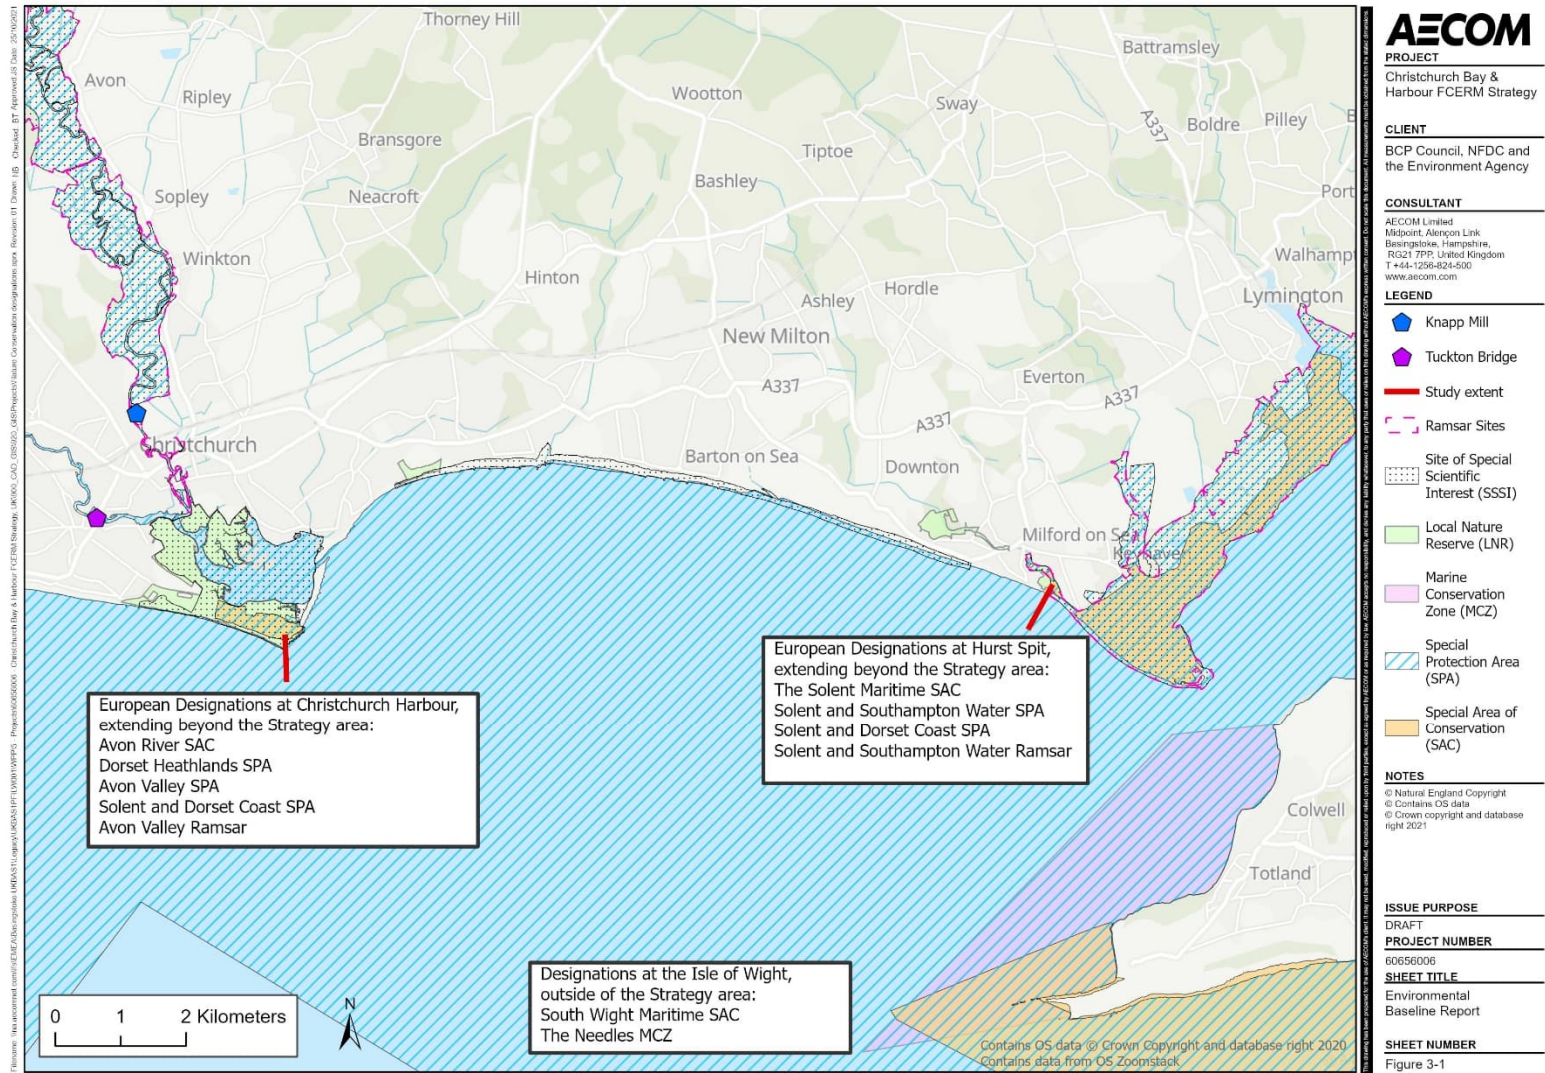 Thorney Hill
Battramsley
Avon
Ripley
Wootton
Sway
A337
Boldre
Pilley
Bransgore
Tiptoe
Sopley
Neacroft
Bashley
Port
Winkton
Hinton
Walhampt
Ashley
Hordle
Lymington
New Milton
A337
Everton
A337
A337
Christchurch
Barton on Sea
Downton
Milford on Sea
Keyhaven
European Designations at Christchurch Harbour,
extending beyond the Strategy area:
Avon River SAC
Dorset Heathlands SPA
Avon Valley SPA
Solent and Dorset Coast SPA
Avon Valley Ramsar
European Designations at Hurst Spit,
extending beyond the Strategy area:
The Solent Maritime SAC
Solent and Southampton Water SPA
Solent and Dorset Coast SPA
Solent and Southampton Water Ramsar
Colwell
Totland
Designations at the Isle of Wight,
outside of the Strategy area:
South Wight Maritime SAC
The Needles MCZ
0 1 2 Kilometers
N
Contains OS data © Crown Copyright and database right 2020
Contains data from OS Zoomstack
AECOM
PROJECT
Christchurch Bay &
Harbour FCERM Strategy
CLIENT
BCP Council, NFDC and
the Environment Agency
CONSULTANT
AECOM Limited
Midpoint, Alençon Link
Basingstoke, Hampshire,
RG21 7PP, United Kingdom
T +44-1256-824-500
www.aecom.com
LEGEND
Knapp Mill
Tuckton Bridge
Study extent
Ramsar Sites
Site of Special
Scientific
Interest (SSSI)
Local Nature
Reserve (LNR)
Marine
Conservation
Zone (MCZ)
Special
Protection Area
(SPA)
Special Area of
Conservation
(SAC)
NOTES
© Natural England Copyright
© Contains OS data
© Crown copyright and database
right 2021
ISSUE PURPOSE
DRAFT
PROJECT NUMBER
60656006
SHEET TITLE
Environmental
Baseline Report
SHEET NUMBER
Figure 3-1